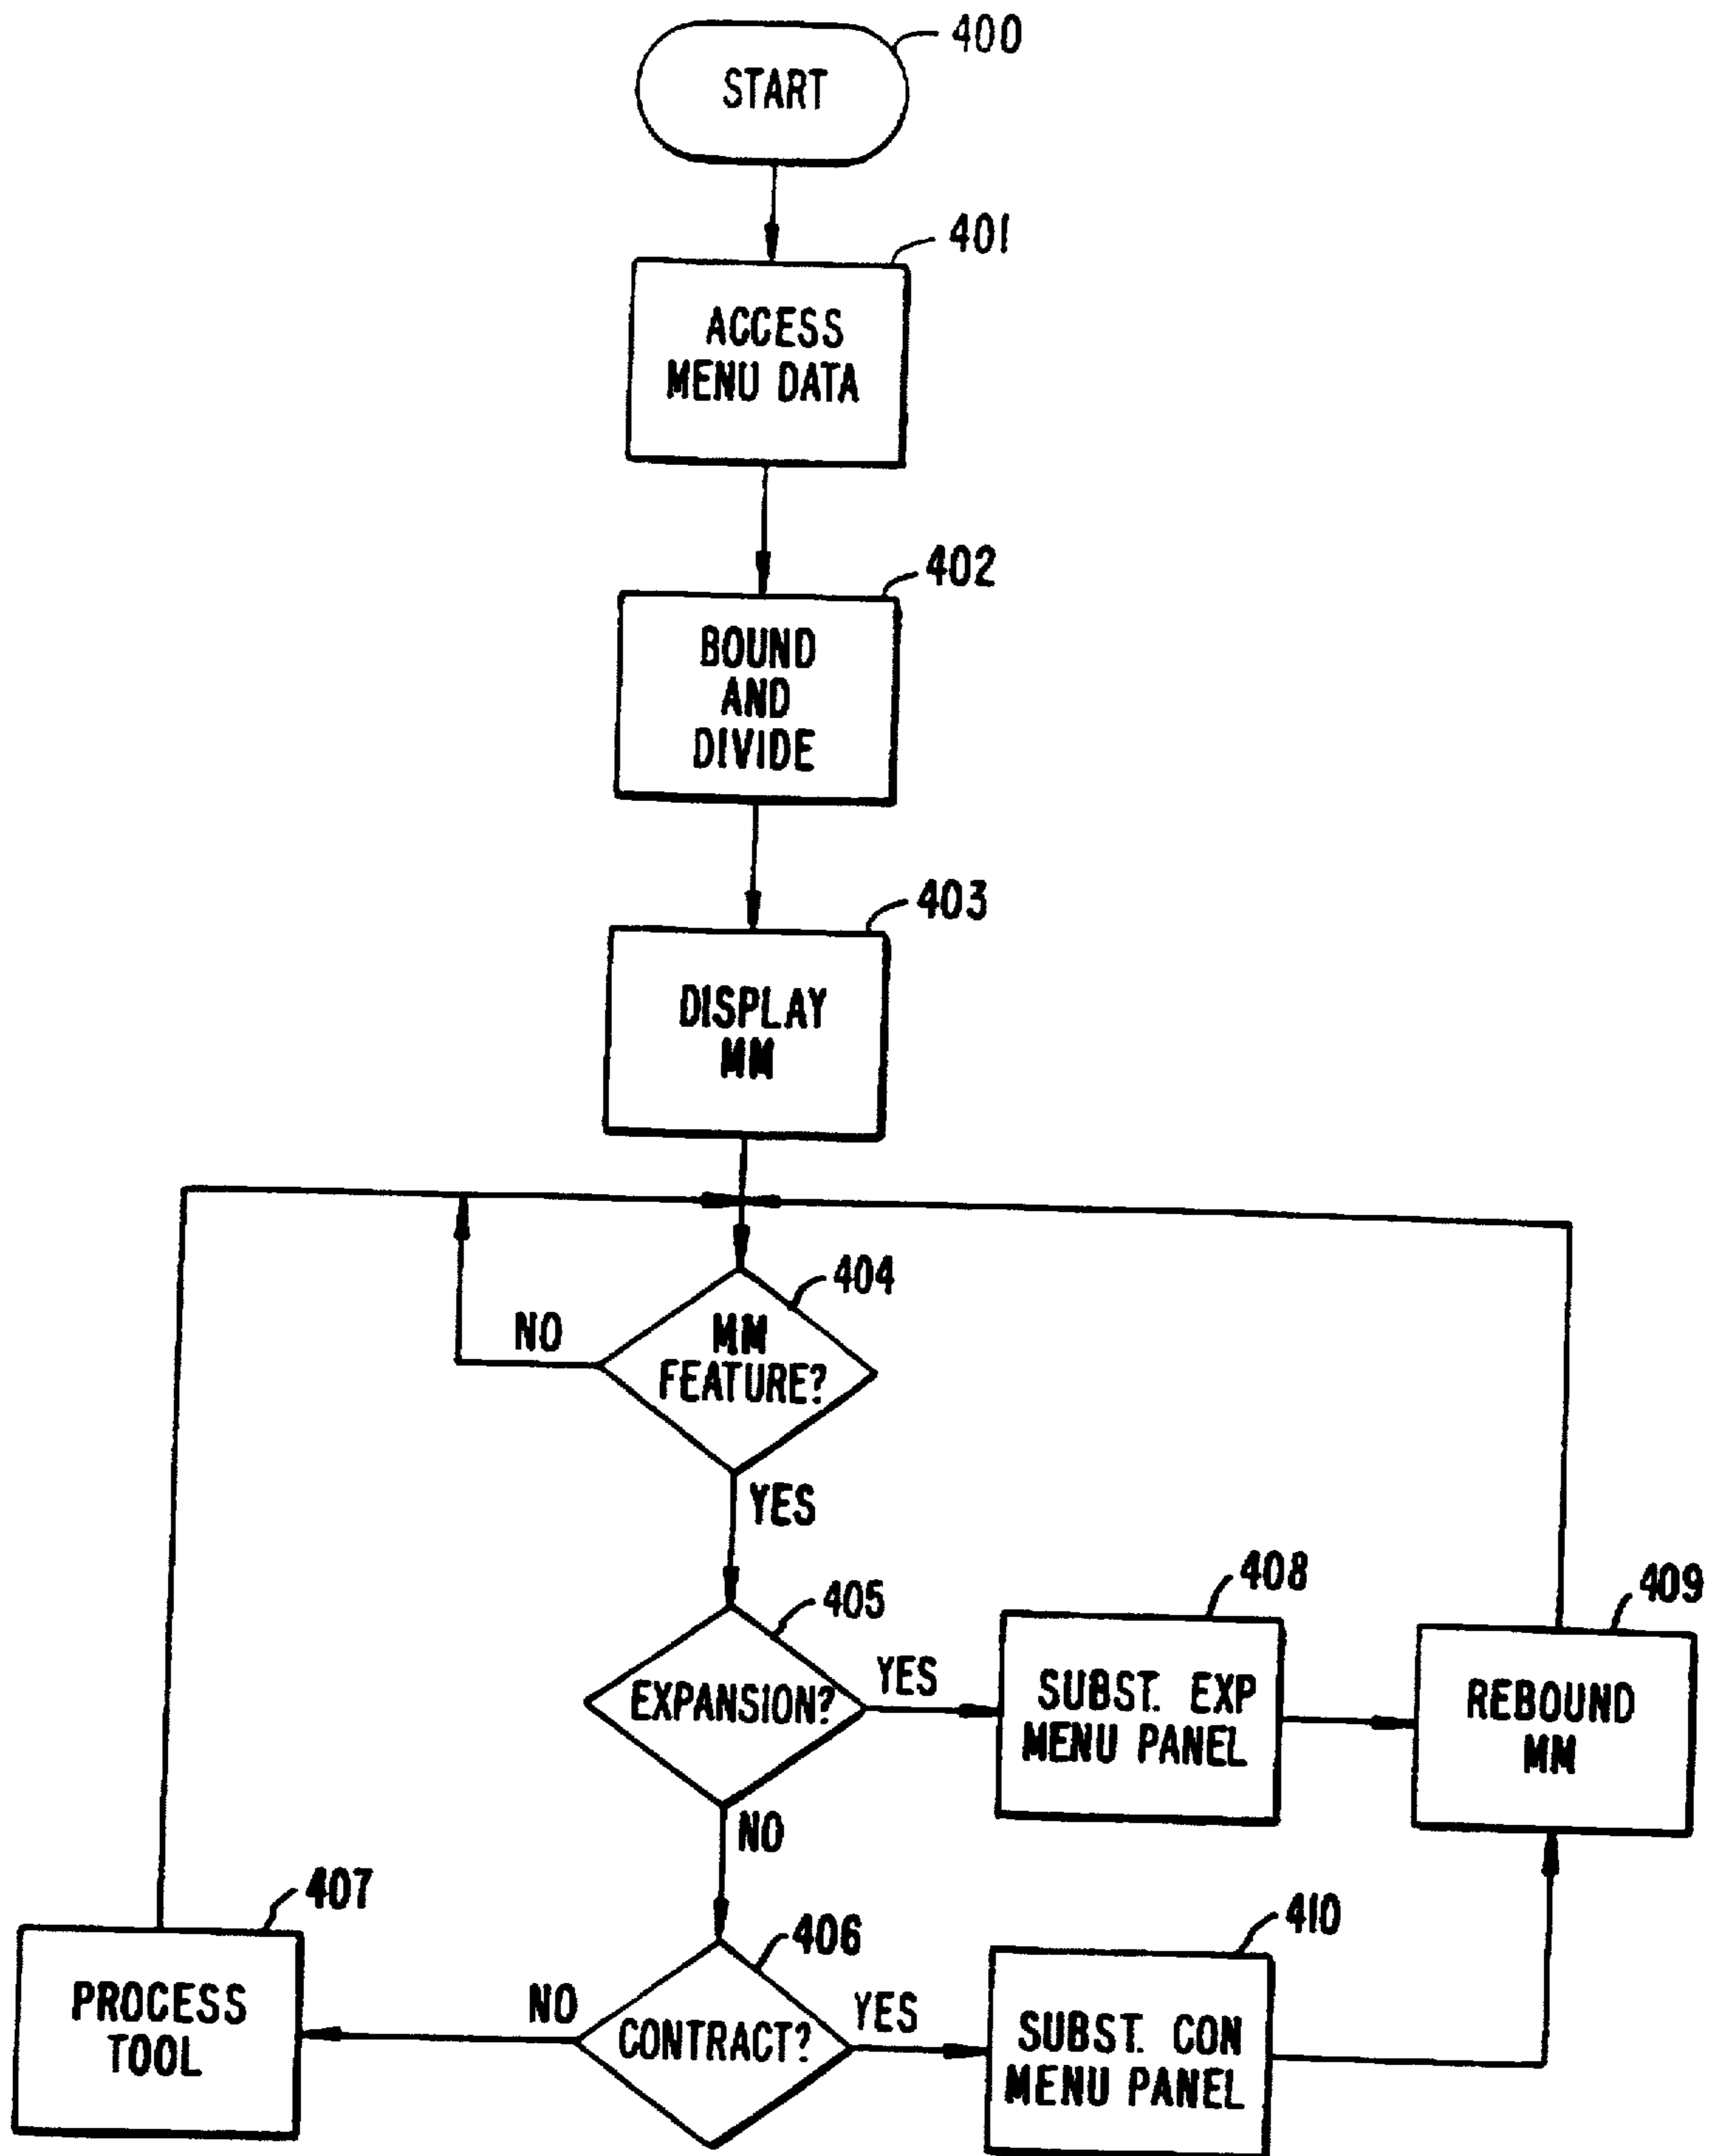 400
START
401
ACCESS
MENU DATA
402
BOUND
AND
DIVIDE
403
DISPLAY
MM
404
MM
FEATURE?
NO
YES
405
EXPANSION?
YES
408
SUBST. EXP
MENU PANEL
409
REBOUND
MM
NO
406
CONTRACT?
NO
407
PROCESS
TOOL
YES
410
SUBST. CON
MENU PANEL